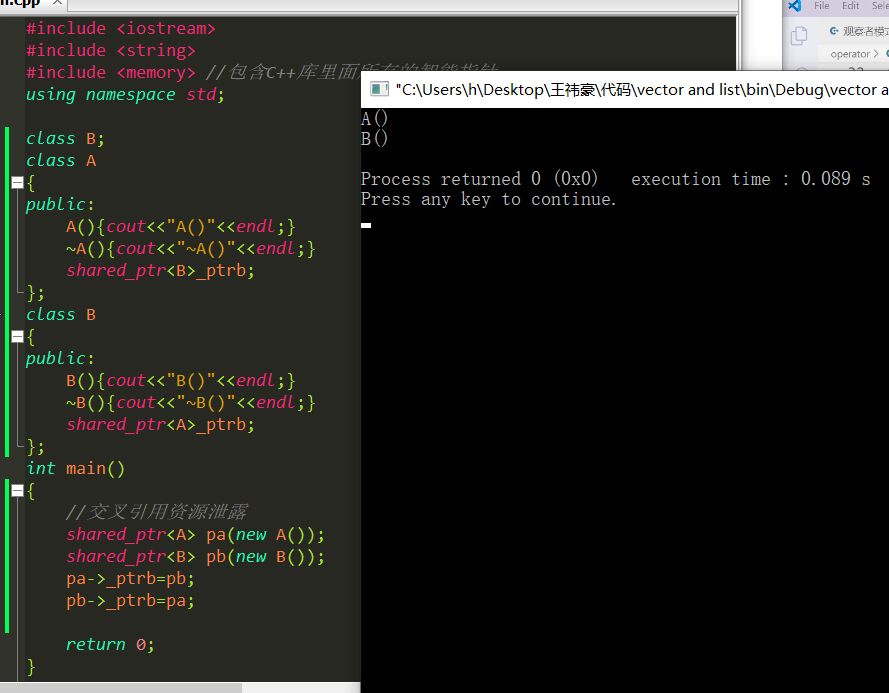 n.cpp
#include <iostream>
#include <string>
#include <memory> //包含C++库里面所有的智能指针
using namespace std;
class B;
class A
{
public:
A(){cout<<"A()"<<endl;}
~A(){cout<<"~A()"<<endl;}
shared_ptr<B>_ptrb;
};
class B
{
public:
B(){cout<<"B()"<<endl;}
~B(){cout<<"~B()"<<endl;}
shared_ptr<A>_ptrb;
};
int main()
{
//交叉引用资源泄露
shared_ptr<A> pa(new A());
shared_ptr<B> pb(new B());
pa->_ptrb=pb;
pb->_ptrb=pa;
return 0;
}
File Edit Sele
观察者模式
operator >
"C:\Users\h\Desktop\王祎豪\代码\vector and list\bin\Debug\vector a
A()
B()
Process returned 0 (0x0) execution time : 0.089 s
Press any key to continue.